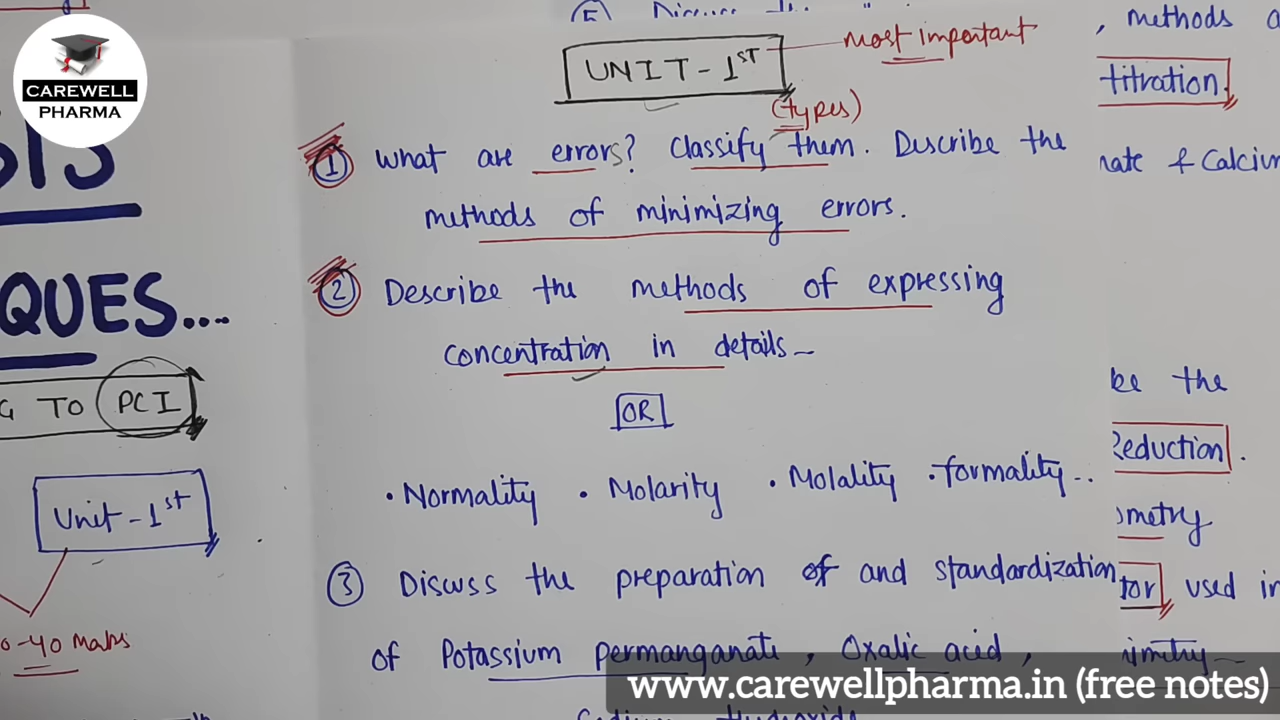 CAREWELL
PHARMA
UNIT - 1ST
most important
(types)
① What are errors? Classify them. Describe the
methods of minimizing errors.
② Describe the methods of expressing
concentration in details –
OR
• Normality • Molarity • Molality • formality..
③ Discuss the preparation of and standardization
of Potassium permanganate, Oxalic acid,
QUES....
TO PCI
Unit - 1st
-40 Marks
, methods
titration.
& Calcium
the
Reduction.
used in
www.carewellpharma.in (free notes)